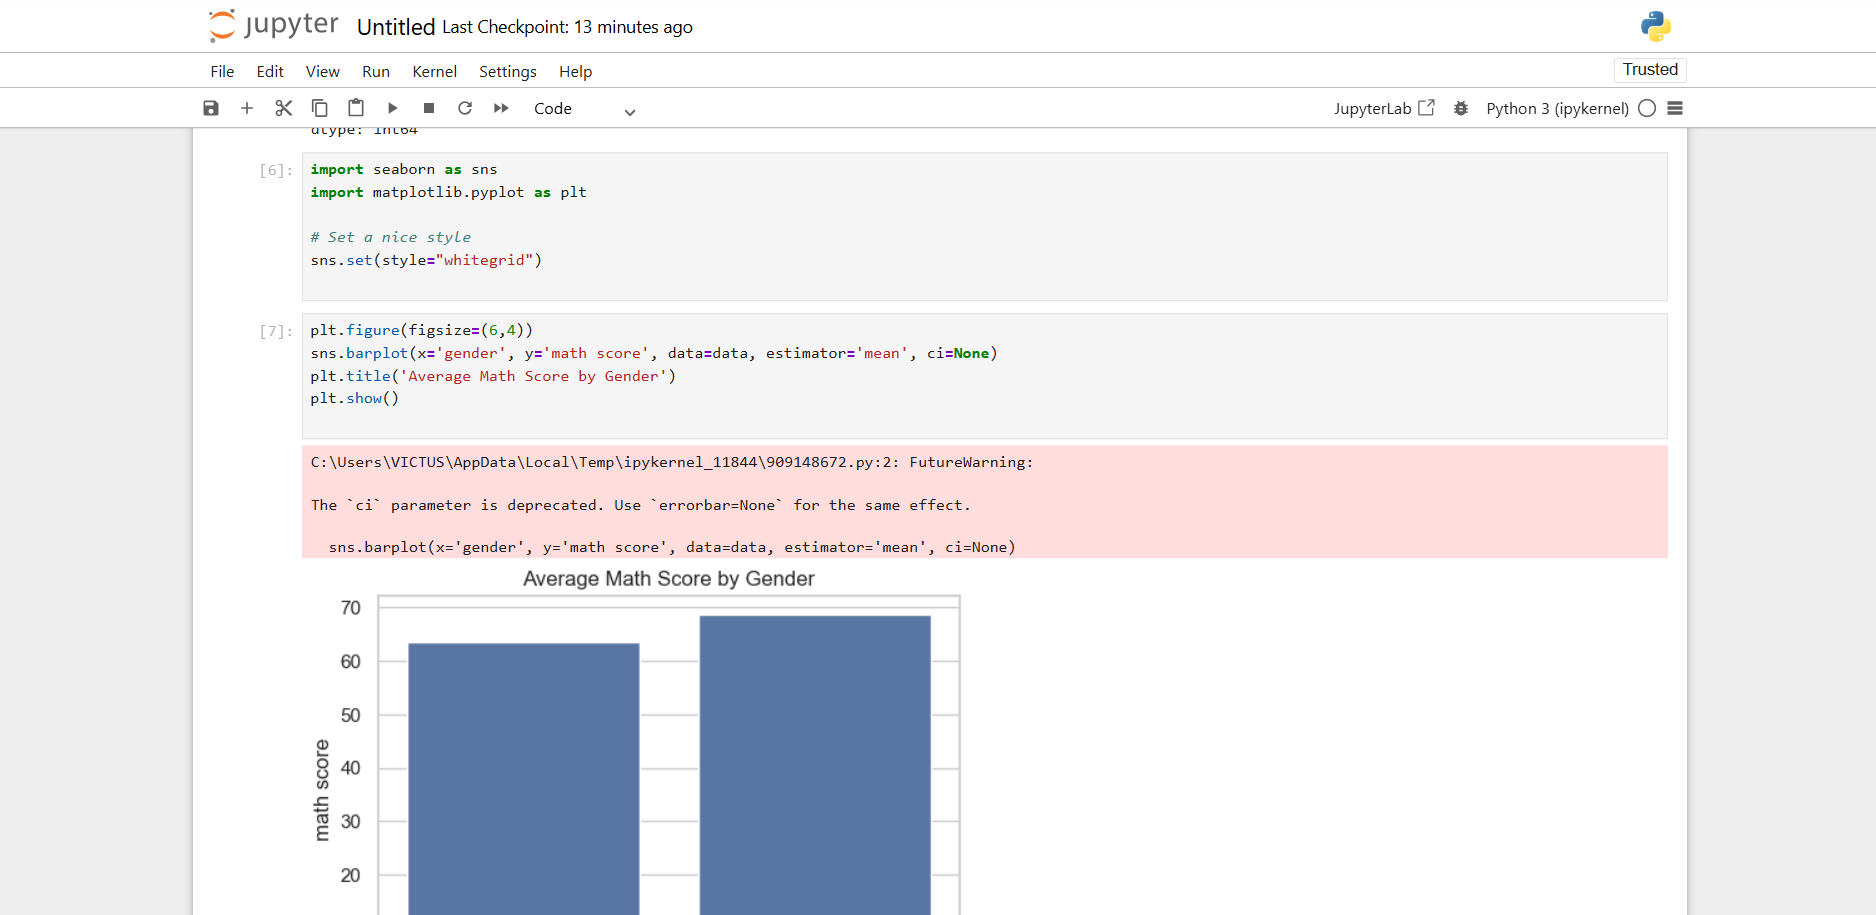 jupyter Untitled Last Checkpoint: 13 minutes ago
File Edit View Run Kernel Settings Help Trusted
Code JupyterLab Python 3 (ipykernel)
dtype: int64
[6]: import seaborn as sns
import matplotlib.pyplot as plt
# Set a nice style
sns.set(style="whitegrid")
[7]: plt.figure(figsize=(6,4))
sns.barplot(x='gender', y='math score', data=data, estimator='mean', ci=None)
plt.title('Average Math Score by Gender')
plt.show()
C:\Users\VICTUS\AppData\Local\Temp\ipykernel_11844\909148672.py:2: FutureWarning:
The `ci` parameter is deprecated. Use `errorbar=None` for the same effect.
sns.barplot(x='gender', y='math score', data=data, estimator='mean', ci=None)
Average Math Score by Gender
70
60
50
40
30
20
math score